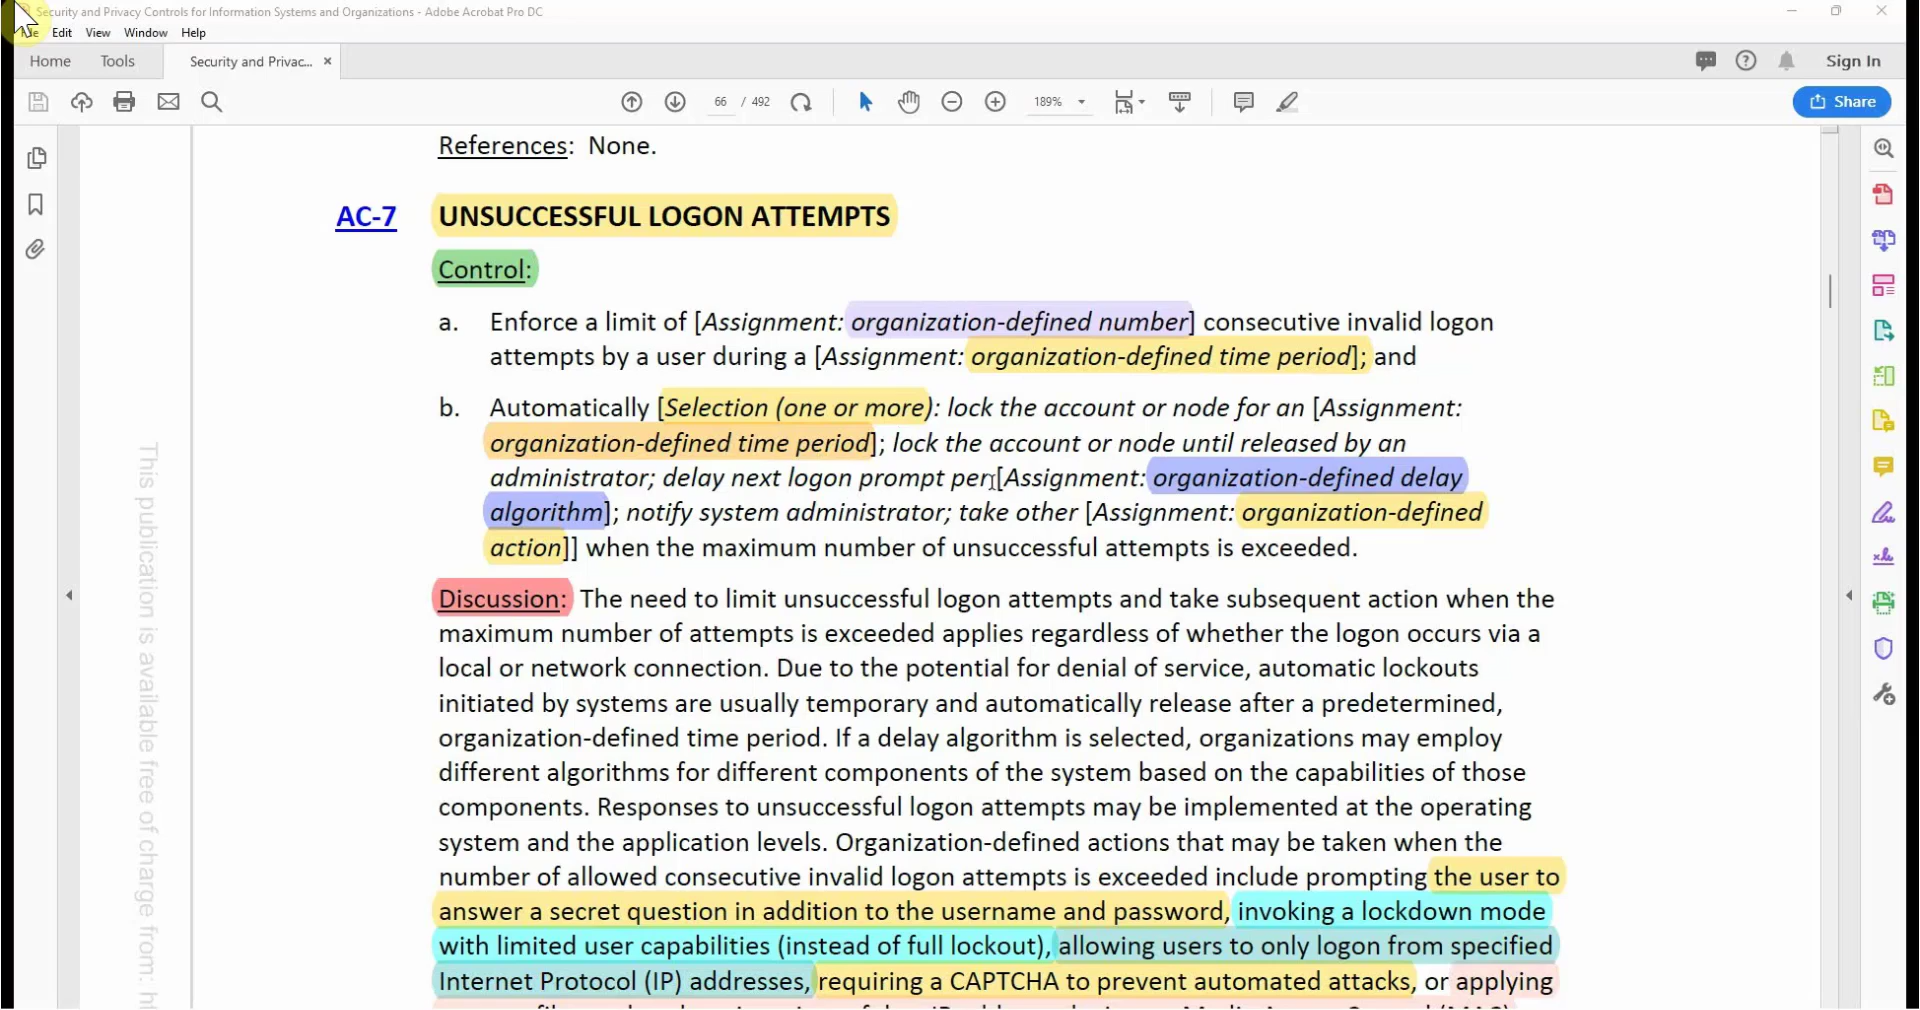 Security and Privacy Controls for Information Systems and Organizations - Adobe Acrobat Pro DC
File Edit View Window Help
Home Tools Security and Privac... × Sign In
66 / 492 189% Share
References: None.
AC-7 UNSUCCESSFUL LOGON ATTEMPTS
Control:
a. Enforce a limit of [Assignment: organization-defined number] consecutive invalid logon
attempts by a user during a [Assignment: organization-defined time period]; and
b. Automatically [Selection (one or more): lock the account or node for an [Assignment:
organization-defined time period]; lock the account or node until released by an
administrator; delay next logon prompt per [Assignment: organization-defined delay
algorithm]; notify system administrator; take other [Assignment: organization-defined
action]] when the maximum number of unsuccessful attempts is exceeded.
Discussion: The need to limit unsuccessful logon attempts and take subsequent action when the
maximum number of attempts is exceeded applies regardless of whether the logon occurs via a
local or network connection. Due to the potential for denial of service, automatic lockouts
initiated by systems are usually temporary and automatically release after a predetermined,
organization-defined time period. If a delay algorithm is selected, organizations may employ
different algorithms for different components of the system based on the capabilities of those
components. Responses to unsuccessful logon attempts may be implemented at the operating
system and the application levels. Organization-defined actions that may be taken when the
number of allowed consecutive invalid logon attempts is exceeded include prompting the user to
answer a secret question in addition to the username and password, invoking a lockdown mode
with limited user capabilities (instead of full lockout), allowing users to only logon from specified
Internet Protocol (IP) addresses, requiring a CAPTCHA to prevent automated attacks, or applying
This publication is available free of charge from: